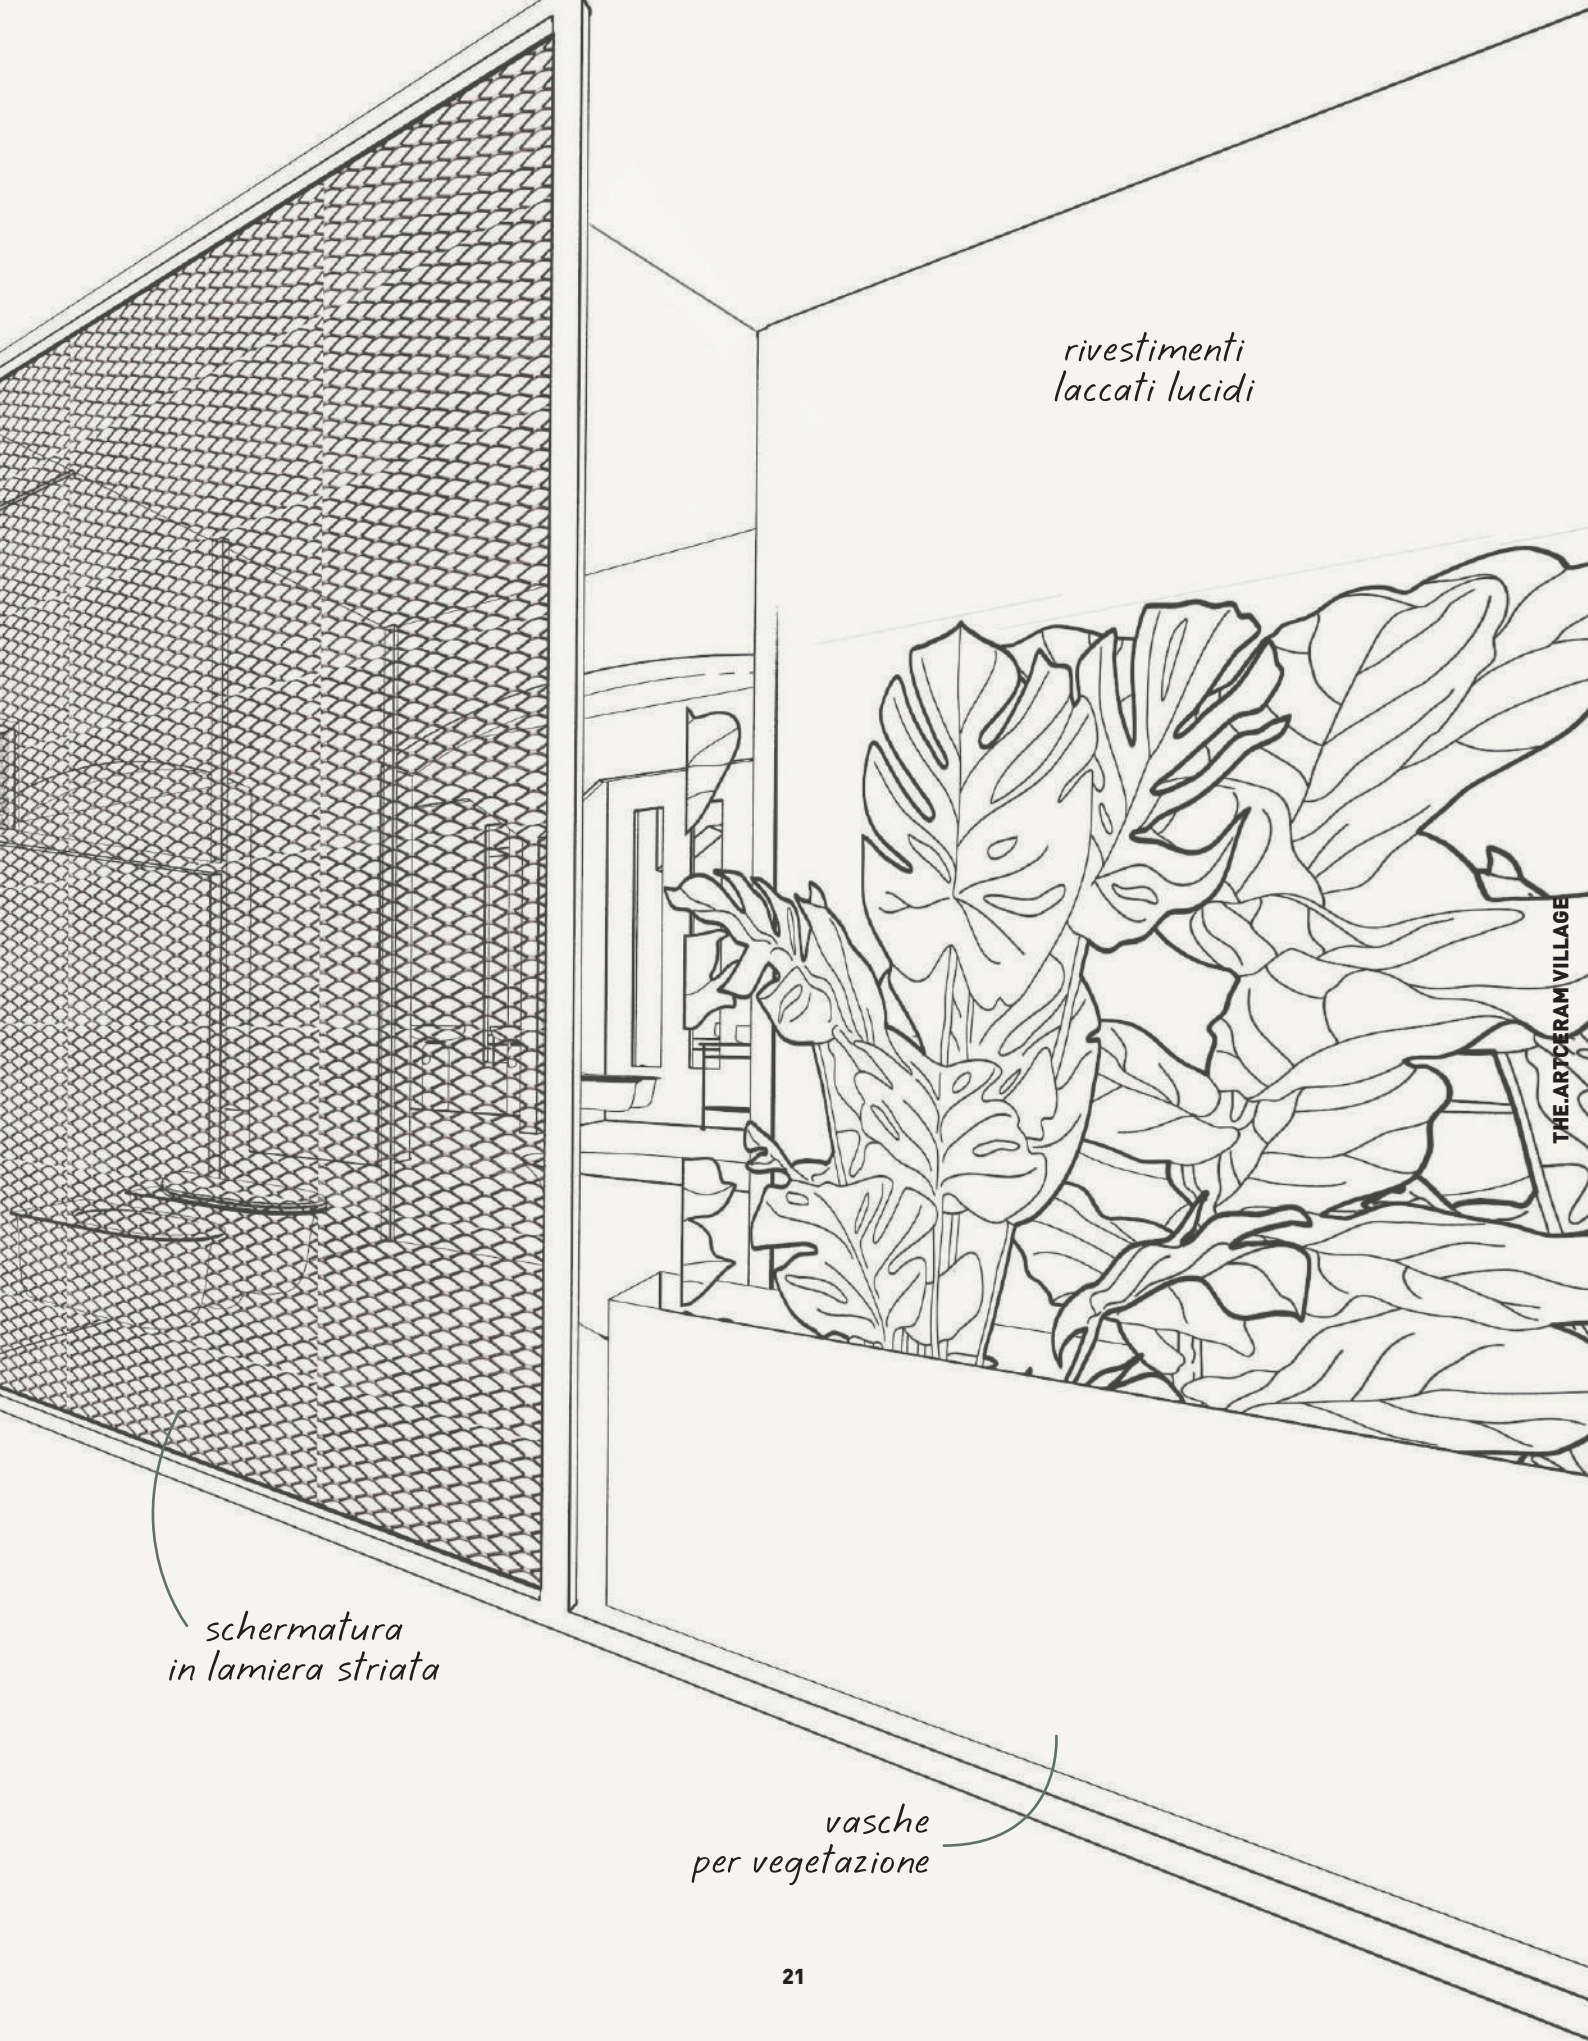 rivestimenti
laccati lucidi
THE.ARTCERAM VILLAGE
schermatura
in lamiera striata
vasche
per vegetazione
21